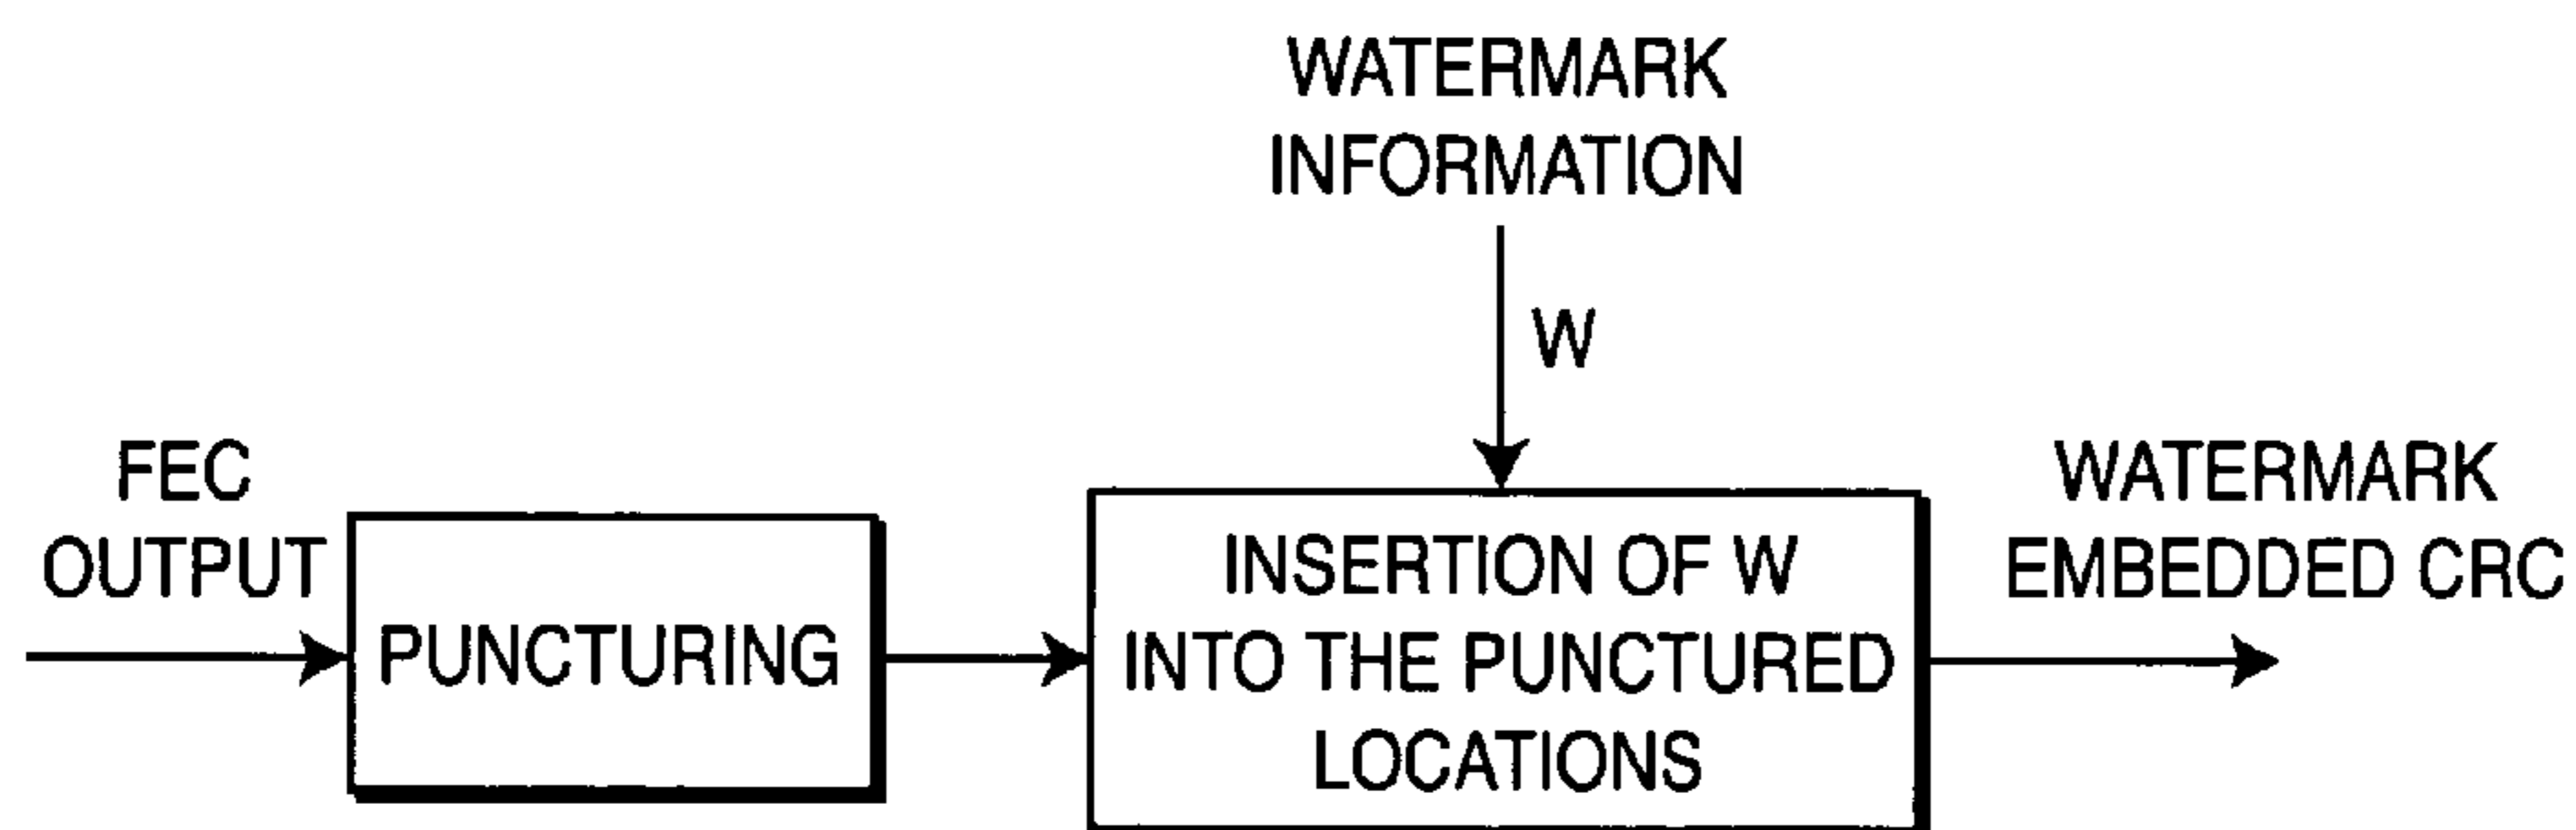 WATERMARK
INFORMATION
W
FEC
OUTPUT
PUNCTURING
INSERTION OF W
INTO THE PUNCTURED
LOCATIONS
WATERMARK
EMBEDDED CRC